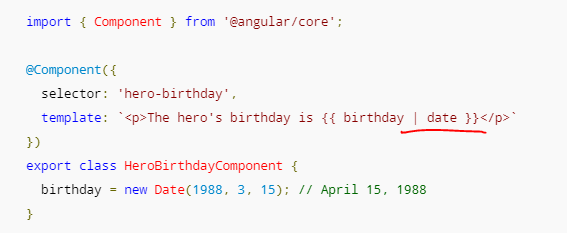 import { Component } from '@angular/core';
@Component({
selector: 'hero-birthday',
template: `<p>The hero's birthday is {{ birthday | date }}</p>`
})
export class HeroBirthdayComponent {
birthday = new Date(1988, 3, 15); // April 15, 1988
}